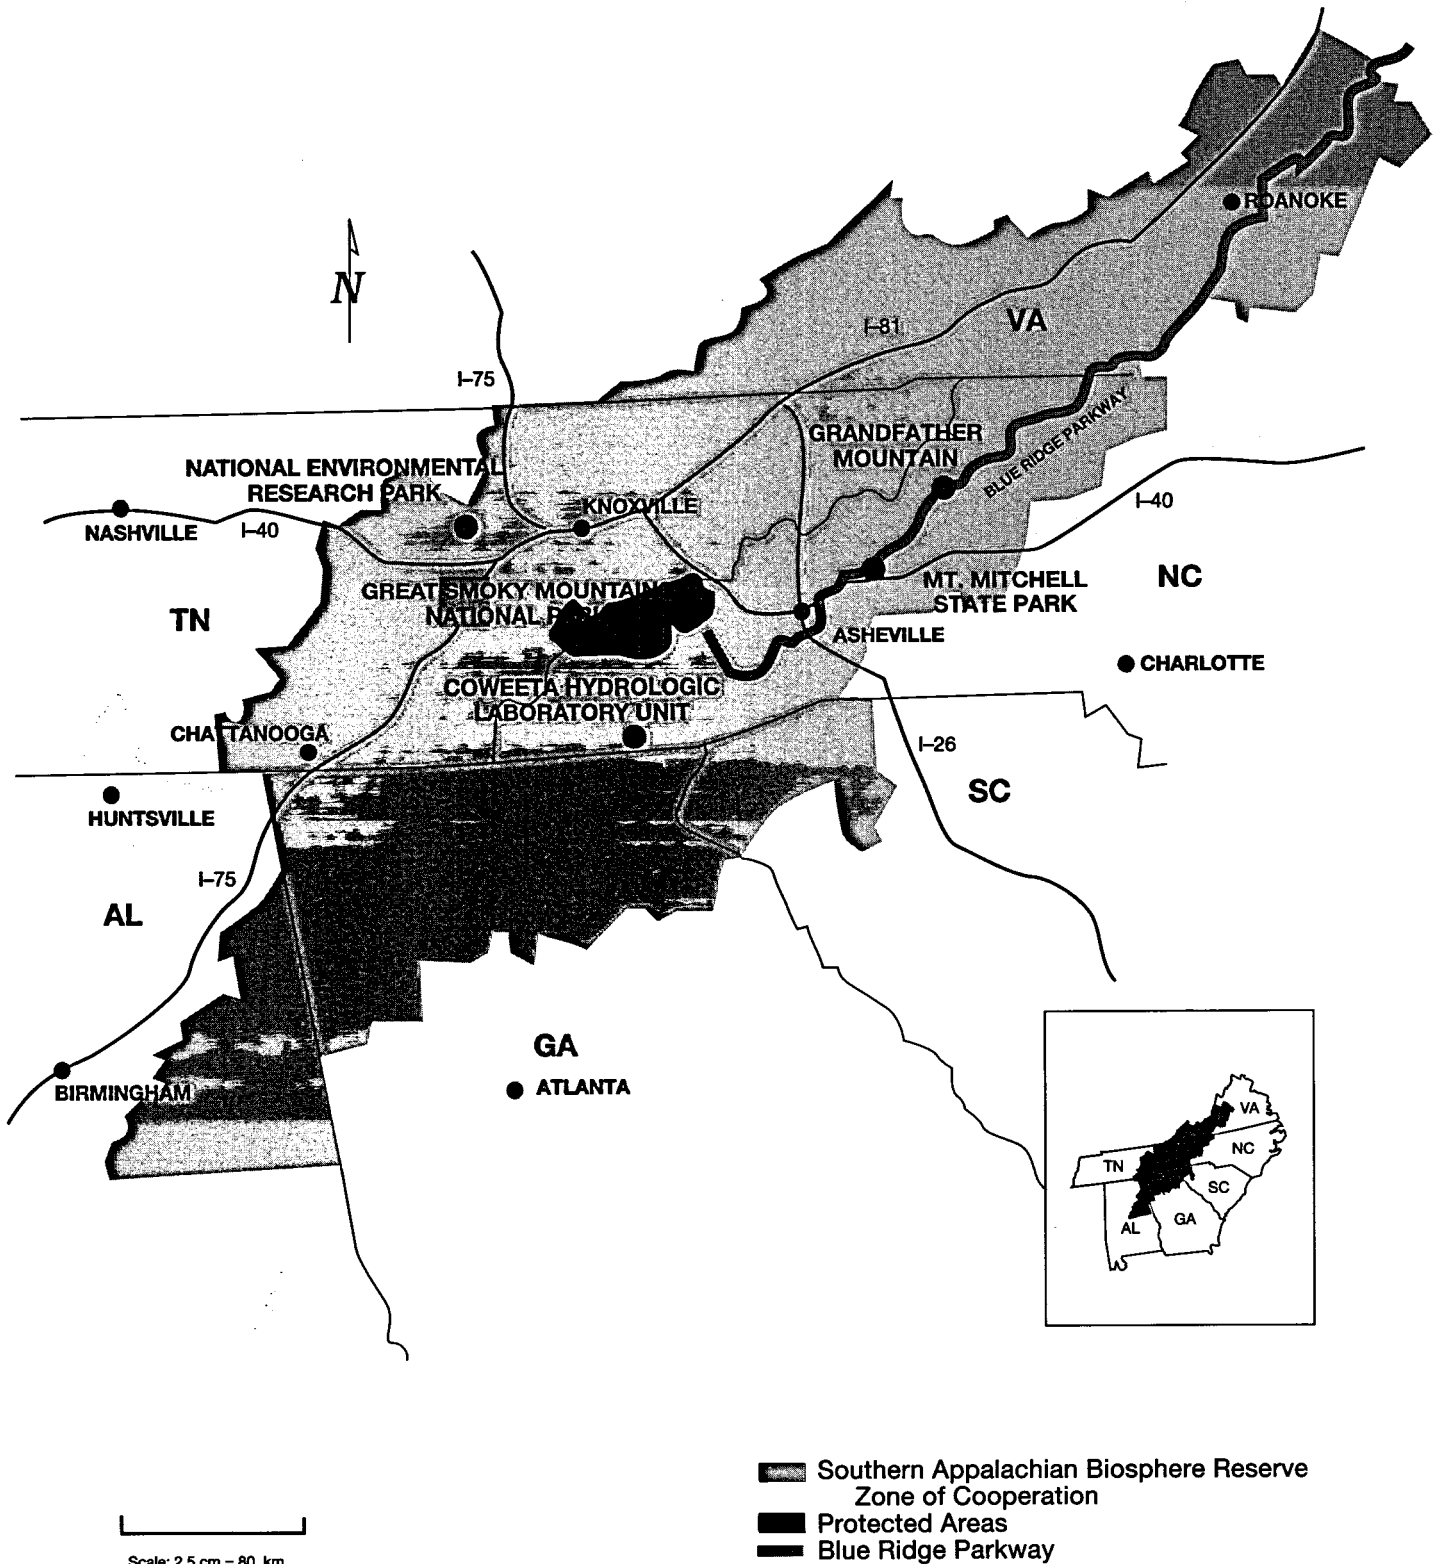 ROANOKE
N
VA
I–81
I–75
GRANDFATHER
MOUNTAIN
BLUE RIDGE PARKWAY
NATIONAL ENVIRONMENTAL
RESEARCH PARK
KNOXVILLE
I–40
NASHVILLE
I–40
GREAT SMOKY MOUNTAINS
NATIONAL PARK
MT. MITCHELL
STATE PARK
NC
TN
ASHEVILLE
CHARLOTTE
COWEETA HYDROLOGIC
LABORATORY UNIT
CHATTANOOGA
I–26
SC
HUNTSVILLE
I–75
AL
GA
ATLANTA
BIRMINGHAM
VA
NC
TN
SC
GA
AL
Southern Appalachian Biosphere Reserve
Zone of Cooperation
Protected Areas
Blue Ridge Parkway
Scale: 2.5 cm – 80 km